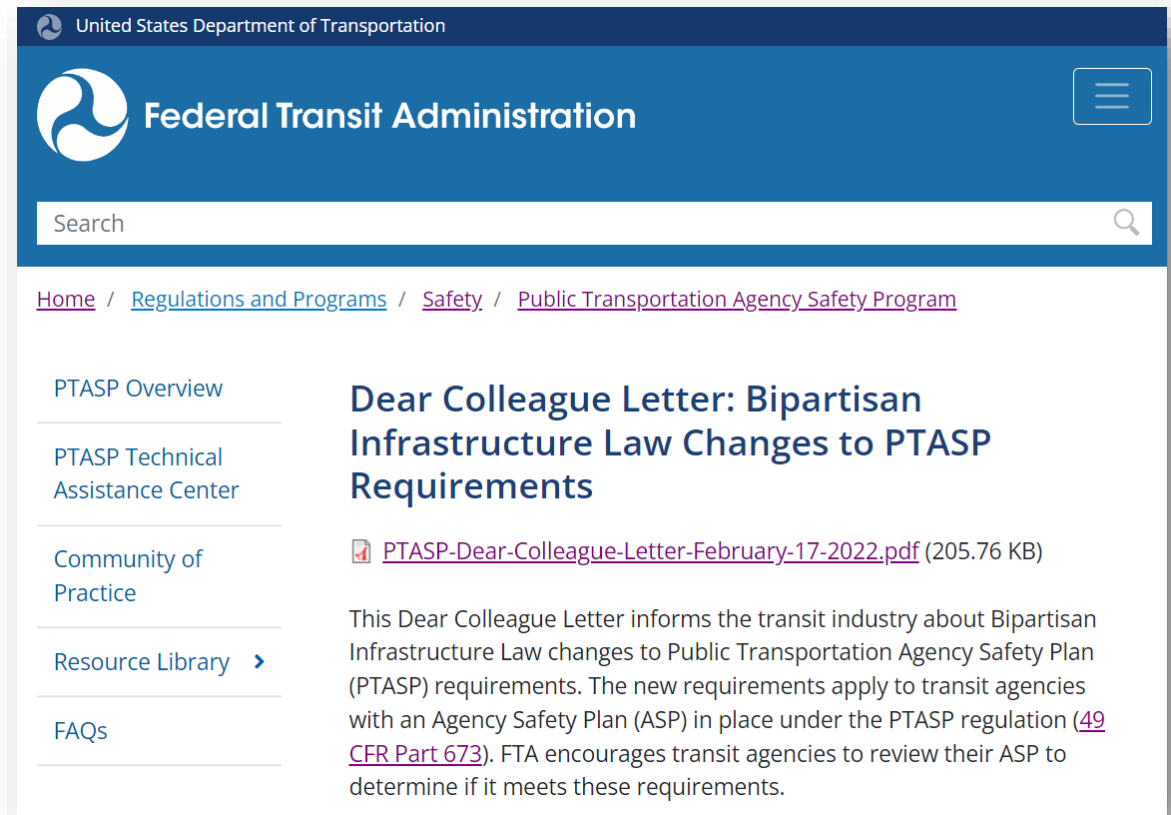 United States Department of Transportation
Federal Transit Administration
Search
Home / Regulations and Programs / Safety / Public Transportation Agency Safety Program
PTASP Overview
PTASP Technical
Assistance Center
Community of
Practice
Resource Library
FAQs
Dear Colleague Letter: Bipartisan
Infrastructure Law Changes to PTASP
Requirements
PTASP-Dear-Colleague-Letter-February-17-2022.pdf (205.76 KB)
This Dear Colleague Letter informs the transit industry about Bipartisan
Infrastructure Law changes to Public Transportation Agency Safety Plan
(PTASP) requirements. The new requirements apply to transit agencies
with an Agency Safety Plan (ASP) in place under the PTASP regulation (49
CFR Part 673). FTA encourages transit agencies to review their ASP to
determine if it meets these requirements.